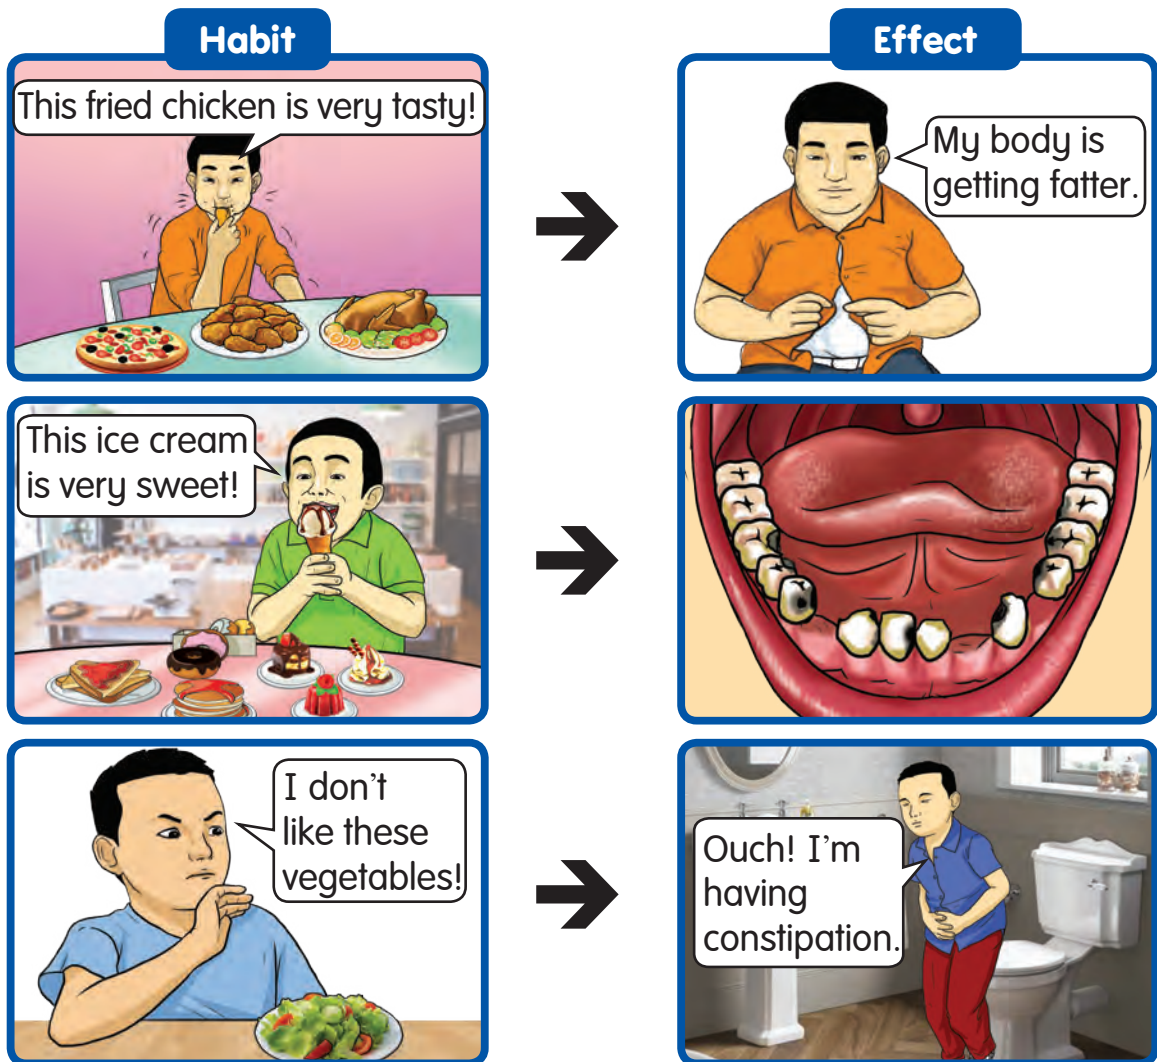 Habit
Effect
This fried chicken is very tasty!
My body is
getting fatter.
This ice cream
is very sweet!
I don't
like these
vegetables!
Ouch! I'm
having
constipation.